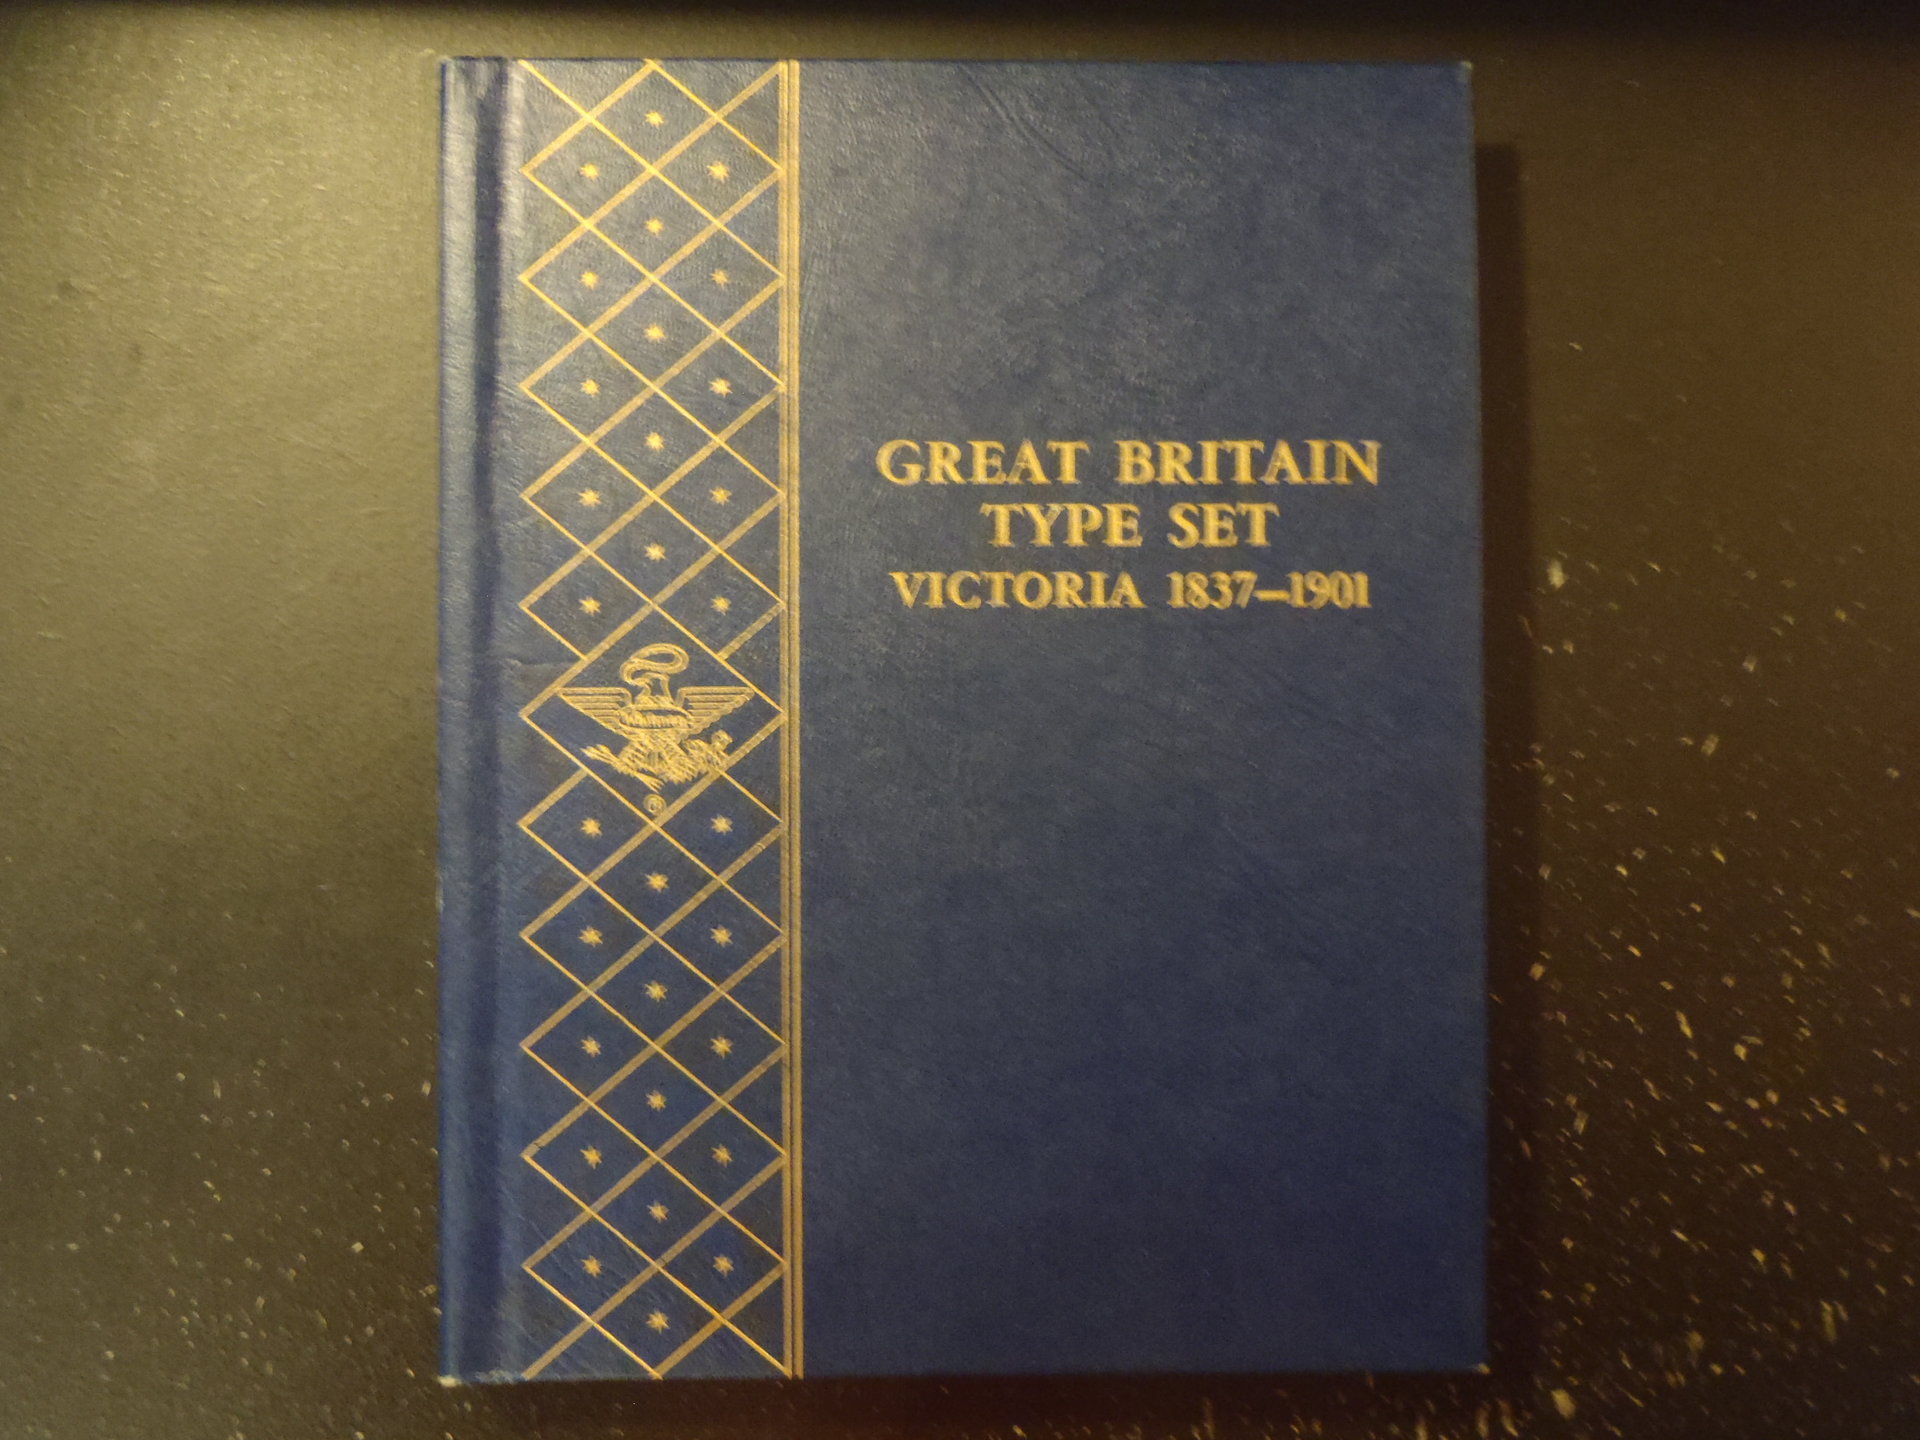 GREAT BRITAIN
TYPE SET
VICTORIA 1837–1901
®